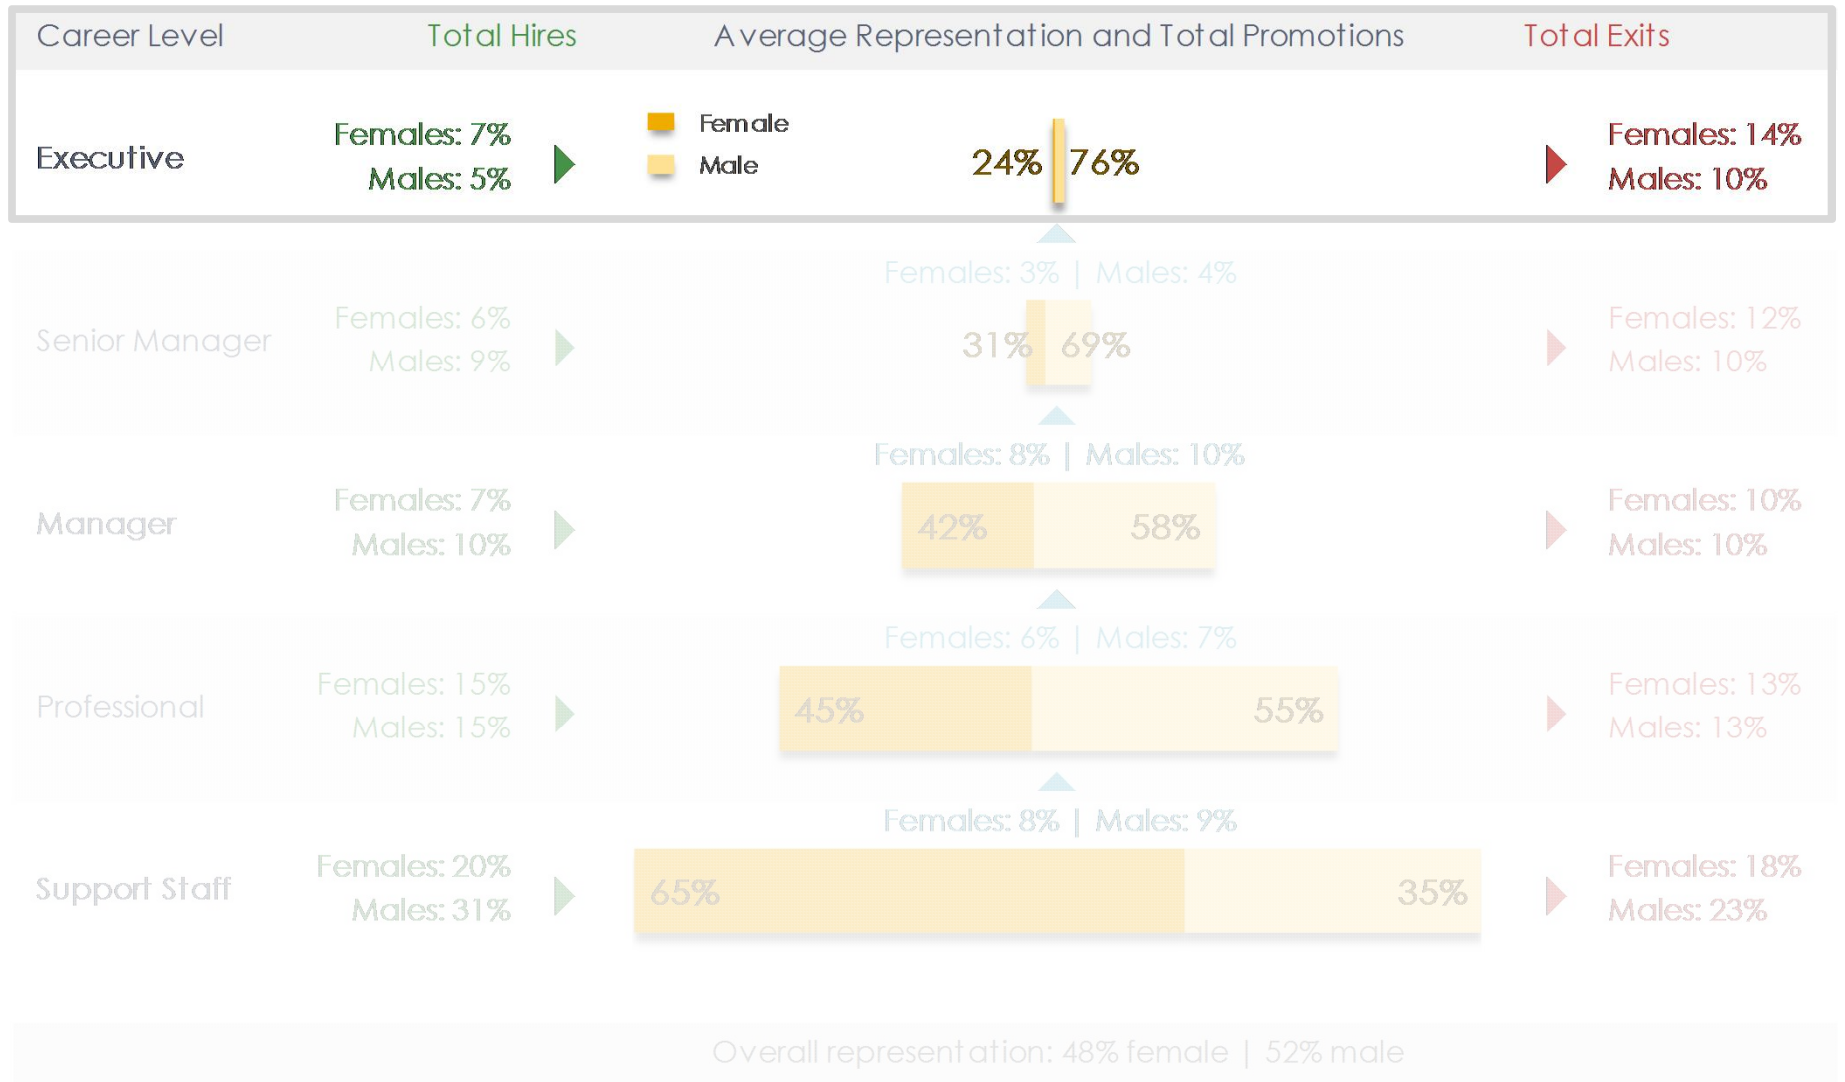 Career Level Total Hires Average Representation and Total Promotions Total Exits
Executive
Females: 7%
Males: 5%
Female
Male
24% 76%
Females: 14%
Males: 10%
Females: 3% | Males: 4%
Senior Manager
Females: 6%
Males: 9%
31% 69%
Females: 12%
Males: 10%
Females: 8% | Males: 10%
Manager
Females: 7%
Males: 10%
42% 58%
Females: 10%
Males: 10%
Females: 6% | Males: 7%
Professional
Females: 15%
Males: 15%
45% 55%
Females: 13%
Males: 13%
Females: 8% | Males: 9%
Support Staff
Females: 20%
Males: 31%
65% 35%
Females: 18%
Males: 23%
Overall representation: 48% female | 52% male